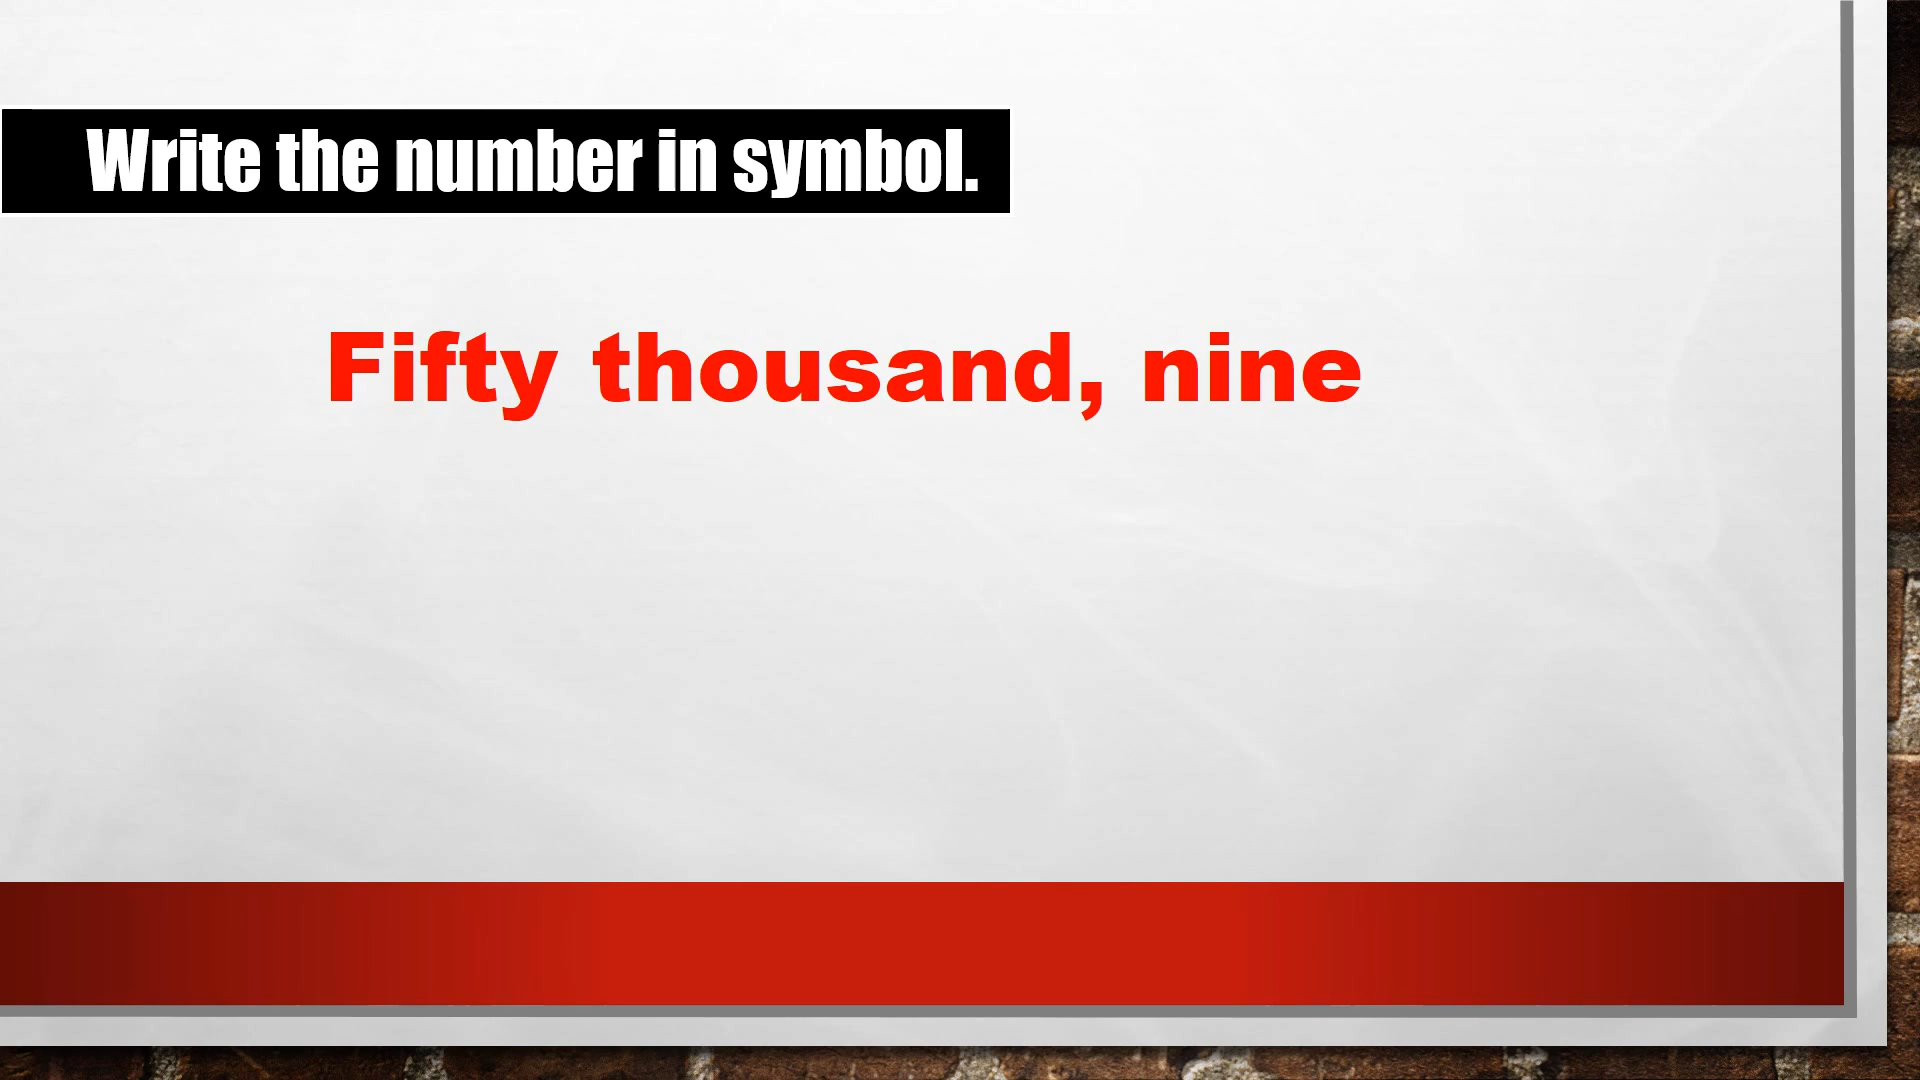 Write the number in symbol.
Fifty thousand, nine